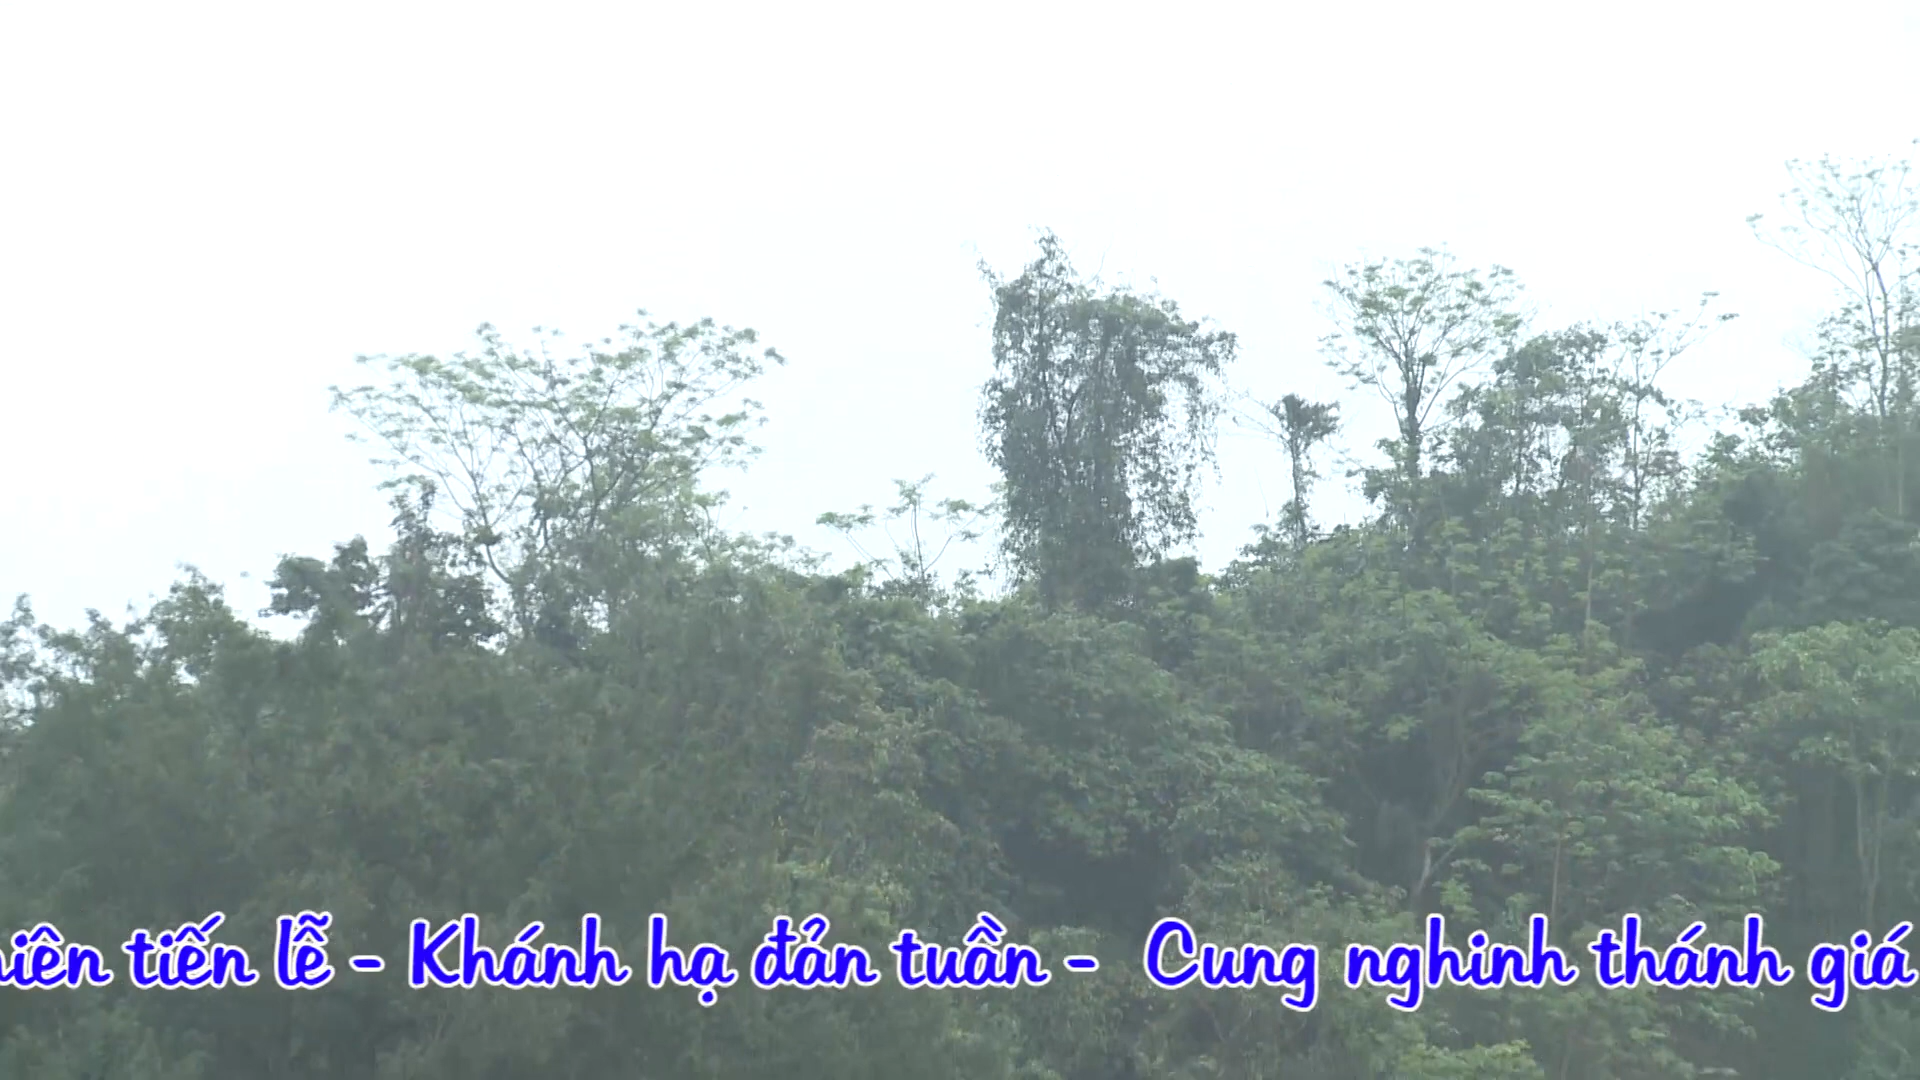 tiến lễ - Khánh hạ đản tuần - Cung nghinh thánh giá